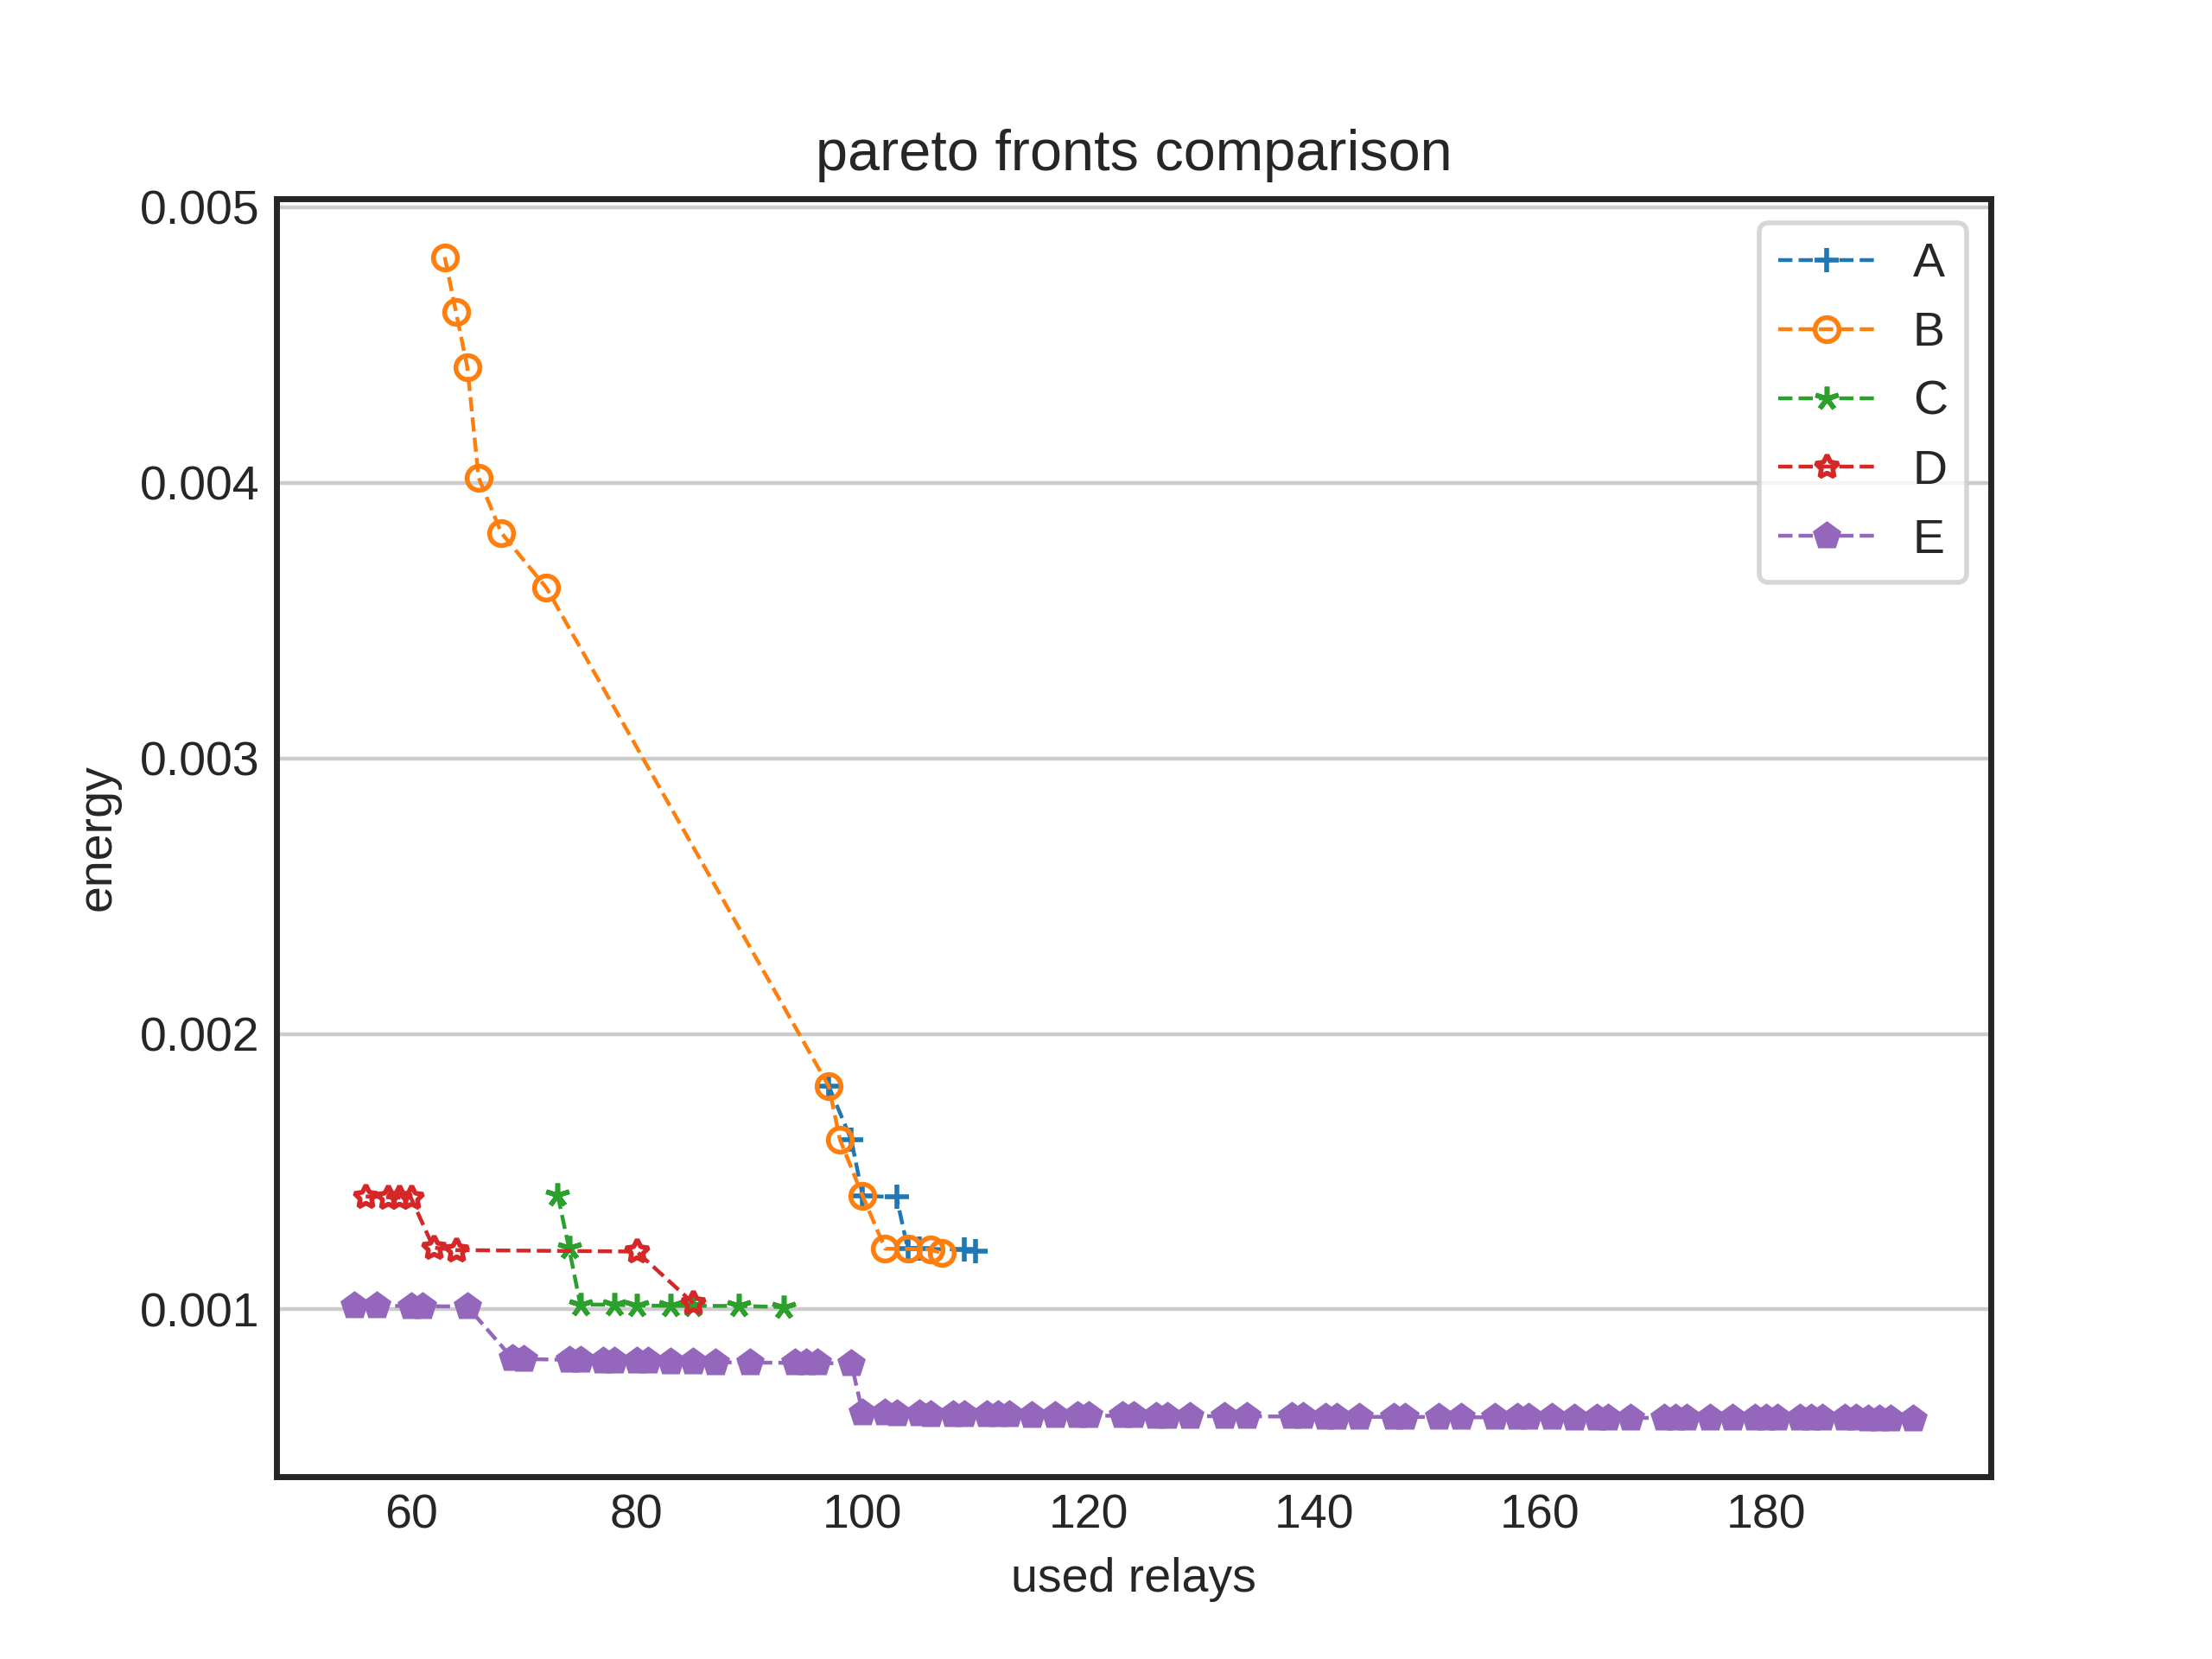 pareto fronts comparison
0.005
0.004
0.003
0.002
0.001
energy
A
B
C
D
E
60 80 100 120 140 160 180
used relays